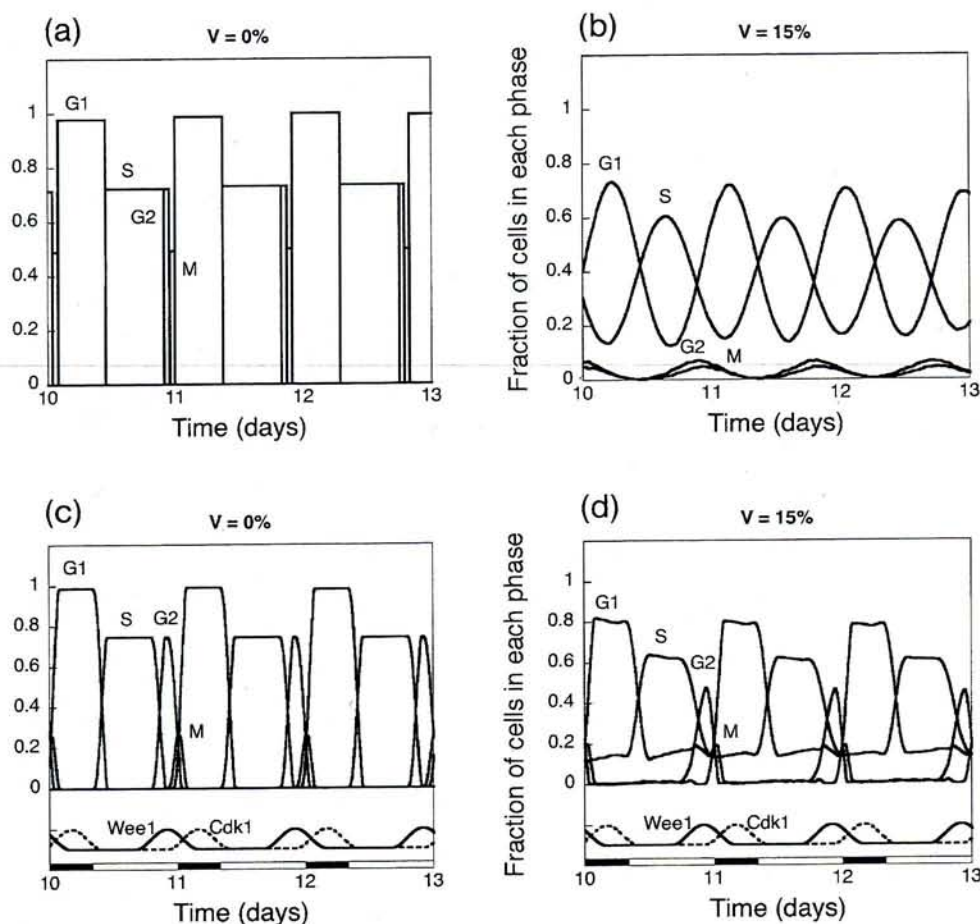 (a)
V = 0%
1
0.8
0.6
0.4
0.2
0
G1
S
G2
M
10
11
12
13
Time (days)
(b)
V = 15%
Fraction of cells in each phase
1
0.8
0.6
0.4
0.2
0
G1
S
G2
M
10
11
12
13
Time (days)
(c)
V = 0%
1
0.8
0.6
0.4
0.2
0
G1
S
G2
M
Wee1
Cdk1
10
11
12
13
Time (days)
(d)
V = 15%
Fraction of cells in each phase
1
0.8
0.6
0.4
0.2
0
G1
S
G2
M
Wee1
Cdk1
10
11
12
13
Time (days)